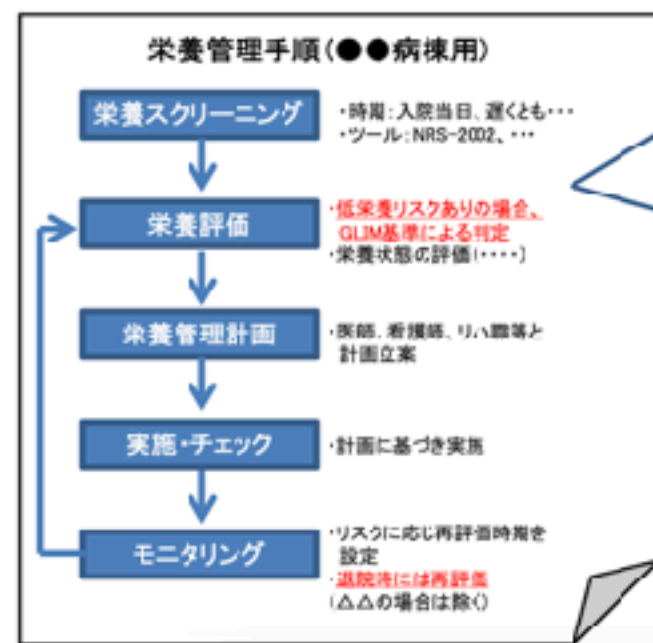 栄養管理手順(●●病棟用)
栄養スクリーニング
・時期:入院当日、遅くとも・・・
・ツール:NRS-2002、・・・
栄養評価
・低栄養リスクありの場合、
GLIM基準による判定
・栄養状態の評価(・・・・)
栄養管理計画
・医師、看護師、リハ職等と
計画立案
実施・チェック
・計画に基づき実施
モニタリング
・リスクに応じ再評価時期を
設定
・退院時には再評価
(△△の場合は除く)